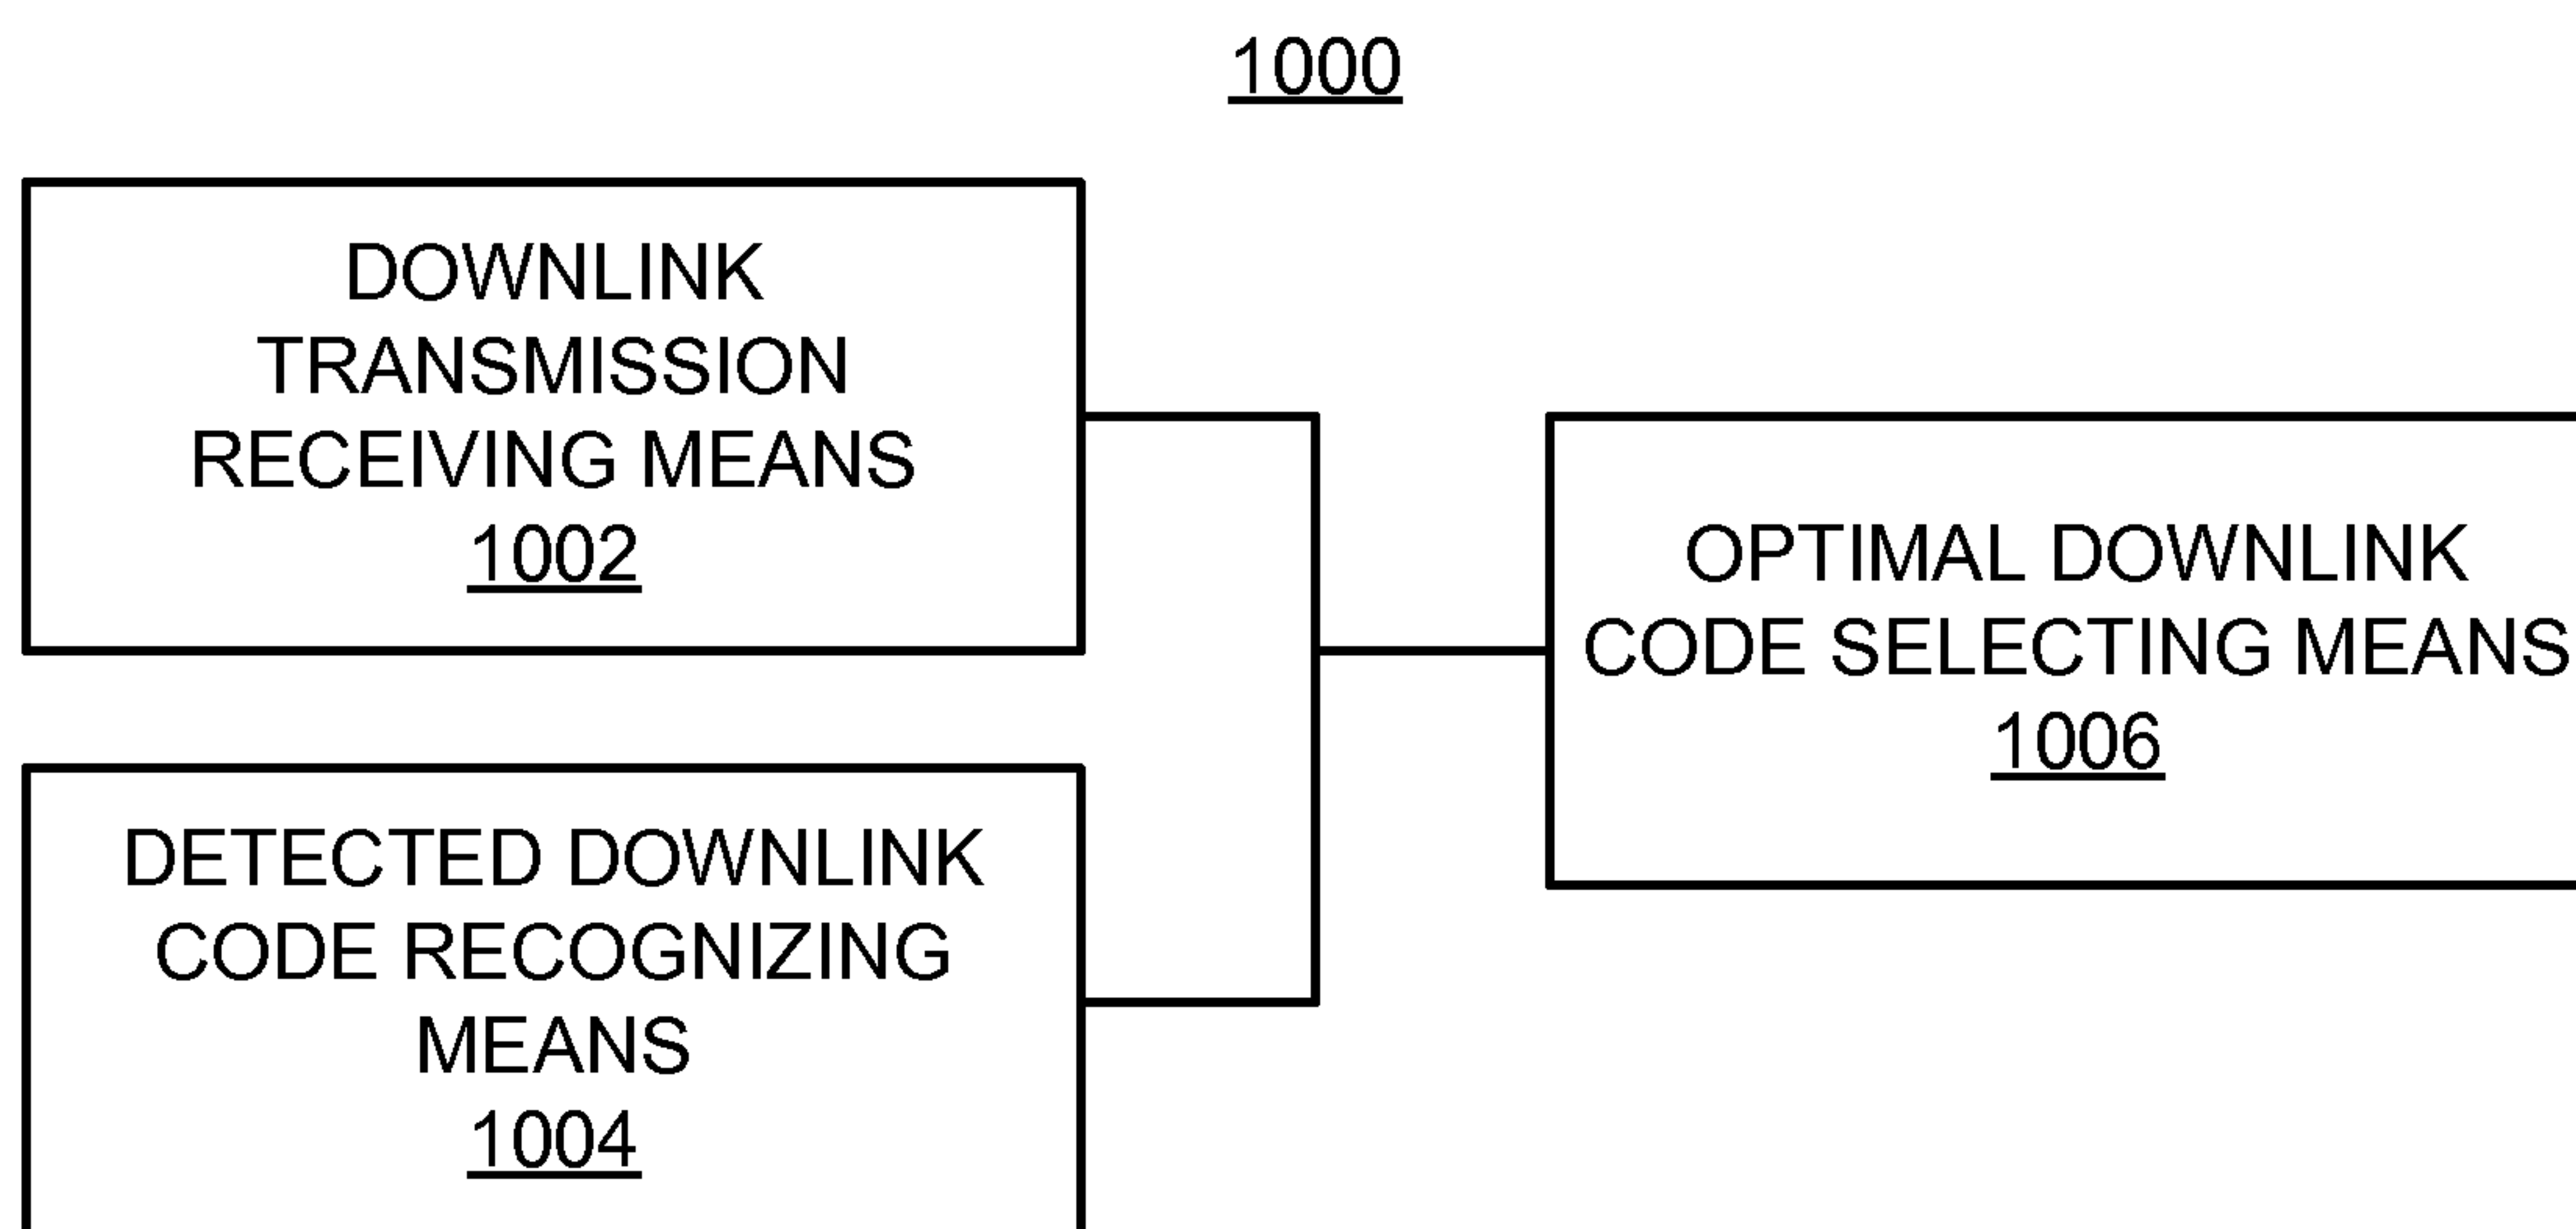 1000
DOWNLINK
TRANSMISSION
RECEIVING MEANS
1002
DETECTED DOWNLINK
CODE RECOGNIZING
MEANS
1004
OPTIMAL DOWNLINK
CODE SELECTING MEANS
1006